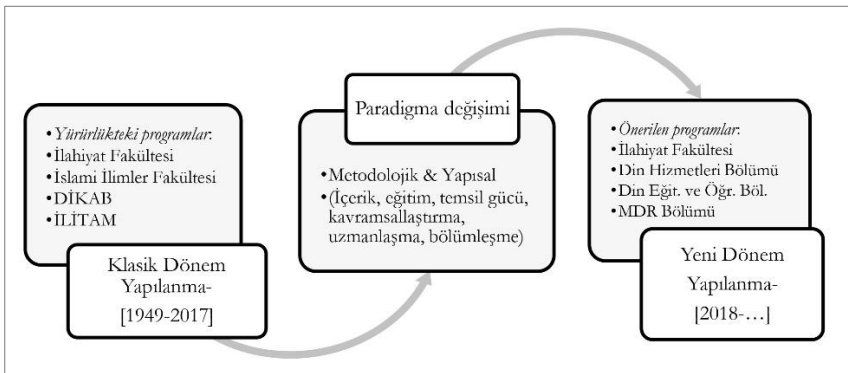 • Yürürlükteki programlar:
• İlahiyat Fakültesi
• İslami İlimler Fakültesi
• DİKAB
• İLİTAM
Klasik Dönem
Yapılanma-
[1949-2017]
Paradigma değişimi
• Metodolojik & Yapısal
• (İçerik, eğitim, temsil gücü,
kavramsallaştırma,
uzmanlaşma, bölümleşme)
• Önerilen programlar:
• İlahiyat Fakültesi
• Din Hizmetleri Bölümü
• Din Eğit. ve Öğr. Böl.
• MDR Bölümü
Yeni Dönem
Yapılanma-
[2018-…]